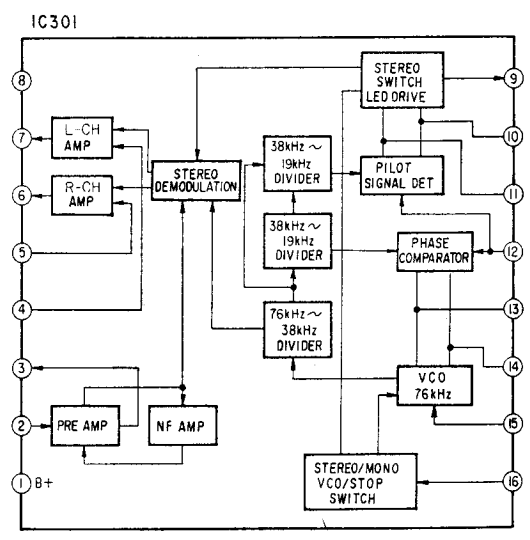 IC301
8
7
6
5
4
3
2
1
B+
L-CH
AMP
R-CH
AMP
STEREO
DEMODULATION
PRE AMP
NF AMP
38kHz~
19kHz
DIVIDER
38kHz~
19kHz
DIVIDER
76kHz~
38kHz
DIVIDER
STEREO
SWITCH
LED DRIVE
PILOT
SIGNAL DET
PHASE
COMPARATOR
VCO
76kHz
STEREO/MONO
VCO/STOP
SWITCH
9
10
11
12
13
14
15
16